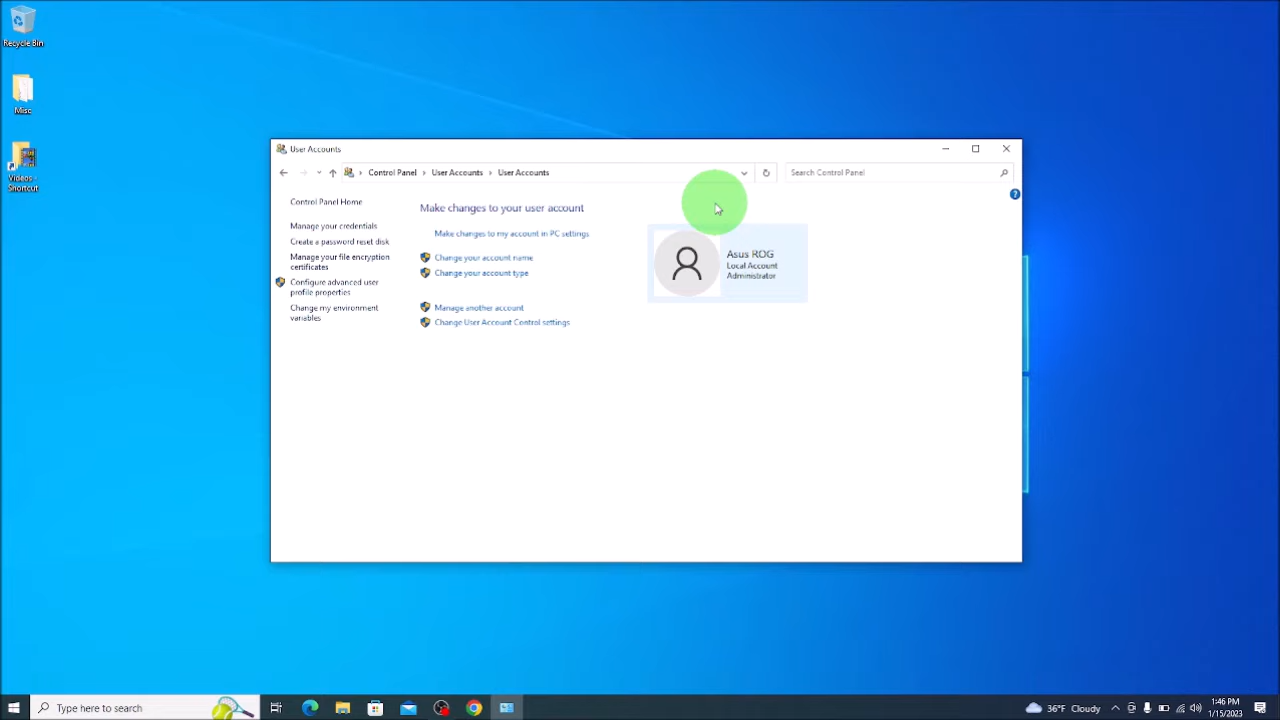 Recycle Bin
Misc
Videos -
Shortcut
User Accounts
Control Panel User Accounts User Accounts
Search Control Panel
Control Panel Home
Manage your credentials
Create a password reset disk
Manage your file encryption
certificates
Configure advanced user
profile properties
Change my environment
variables
Make changes to your user account
Make changes to my account in PC settings
Change your account name
Change your account type
Manage another account
Change User Account Control settings
Asus ROG
Local Account
Administrator
Type here to search
36°F Cloudy
1:46 PM
1/15/2023